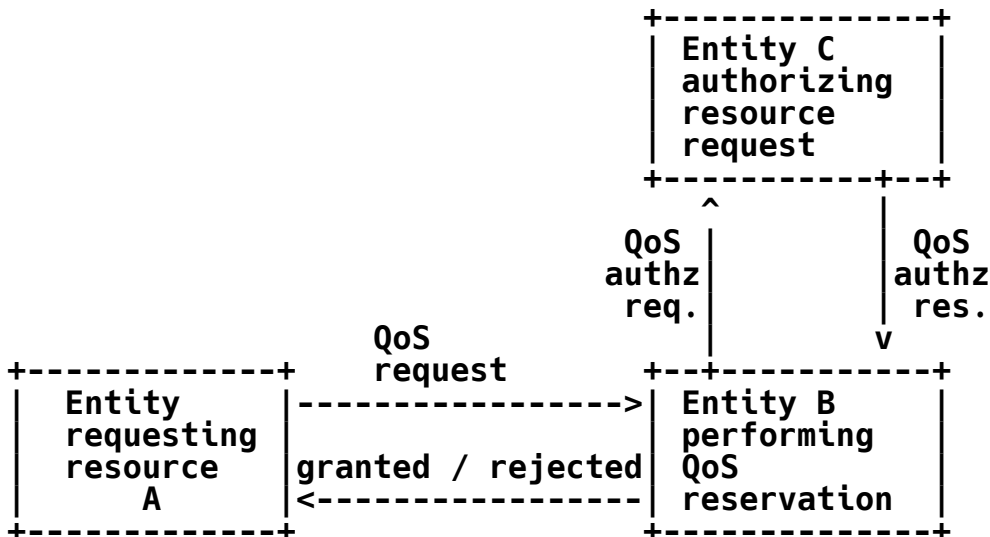 Entity C
authorizing
resource
request
QoS
authz
req.
QoS
authz
res.
QoS
request
Entity
requesting
resource
A
granted / rejected
Entity B
performing
QoS
reservation